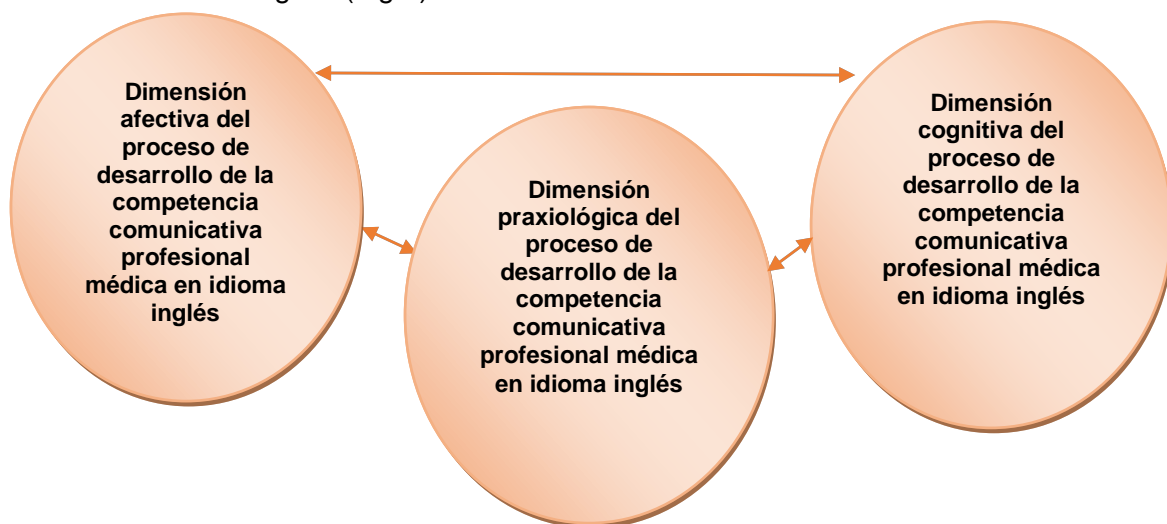 Dimensión
afectiva del
proceso de
desarrollo de la
competencia
comunicativa
profesional
médica en idioma
inglés
Dimensión
praxiológica del
proceso de
desarrollo de la
competencia
comunicativa
profesional médica
en idioma inglés
Dimensión
cognitiva del
proceso de
desarrollo de la
competencia
comunicativa
profesional médica
en idioma inglés